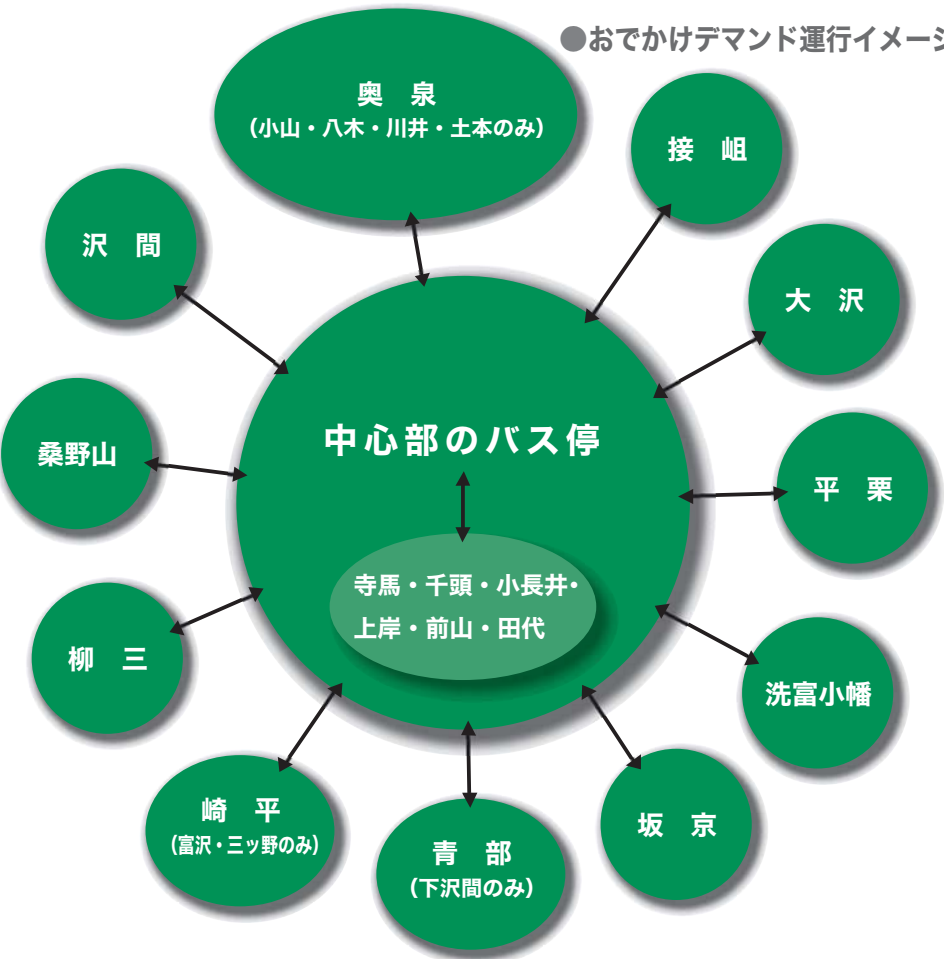 ●おでかけデマンド運行イメージ
奥　泉
(小山・八木・川井・土本のみ)
接　岨
沢　間
大　沢
中心部のバス停
桑野山
平　栗
寺馬・千頭・小長井・
上岸・前山・田代
柳　三
洗富小幡
崎　平
(富沢・三ッ野のみ)
坂　京
青　部
(下沢間のみ)